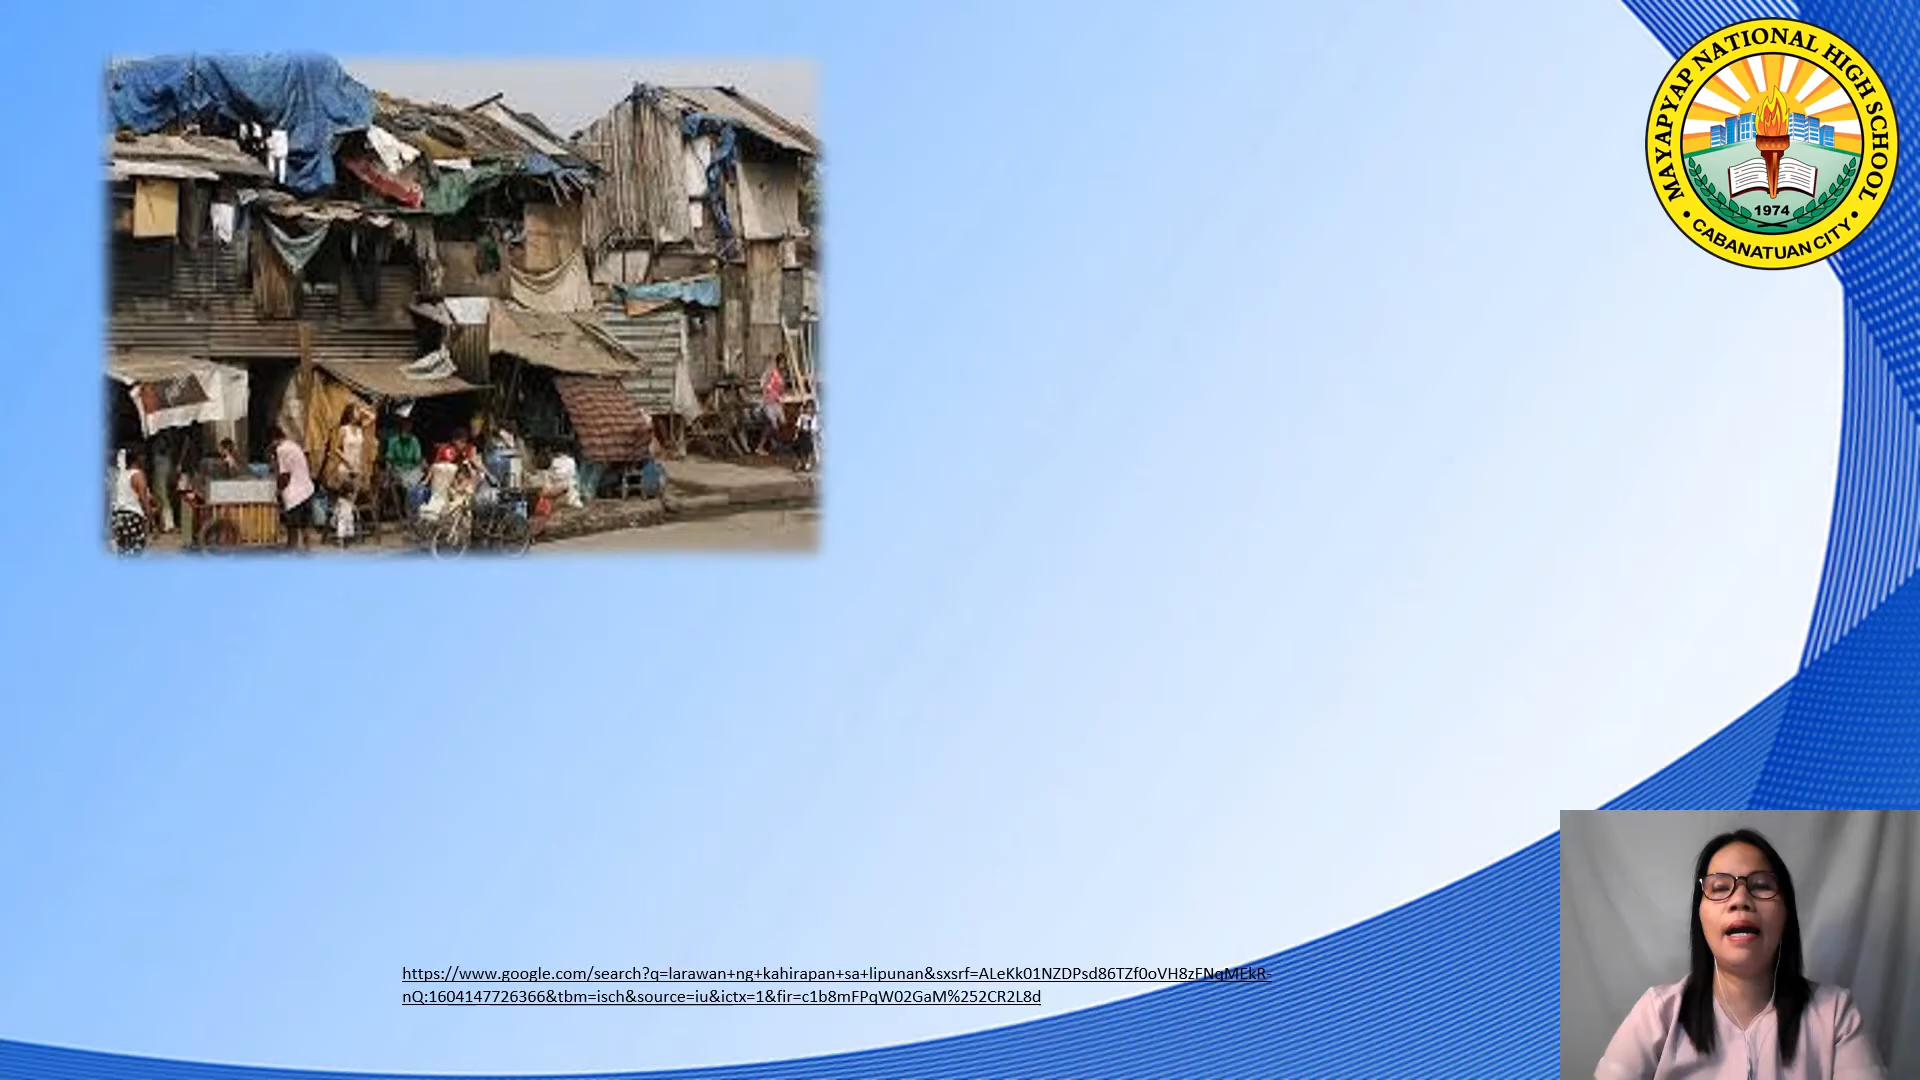 MAYAPYAP NATIONAL HIGH SCHOOL
1974
• CABANATUAN CITY •
https://www.google.com/search?q=larawan+ng+kahirapan+sa+lipunan&sxsrf=ALeKk01NZDPsd86TZf0oVH8zFNqMEkR-
nQ:1604147726366&tbm=isch&source=iu&ictx=1&fir=c1b8mFPqW02GaM%252CR2L8d